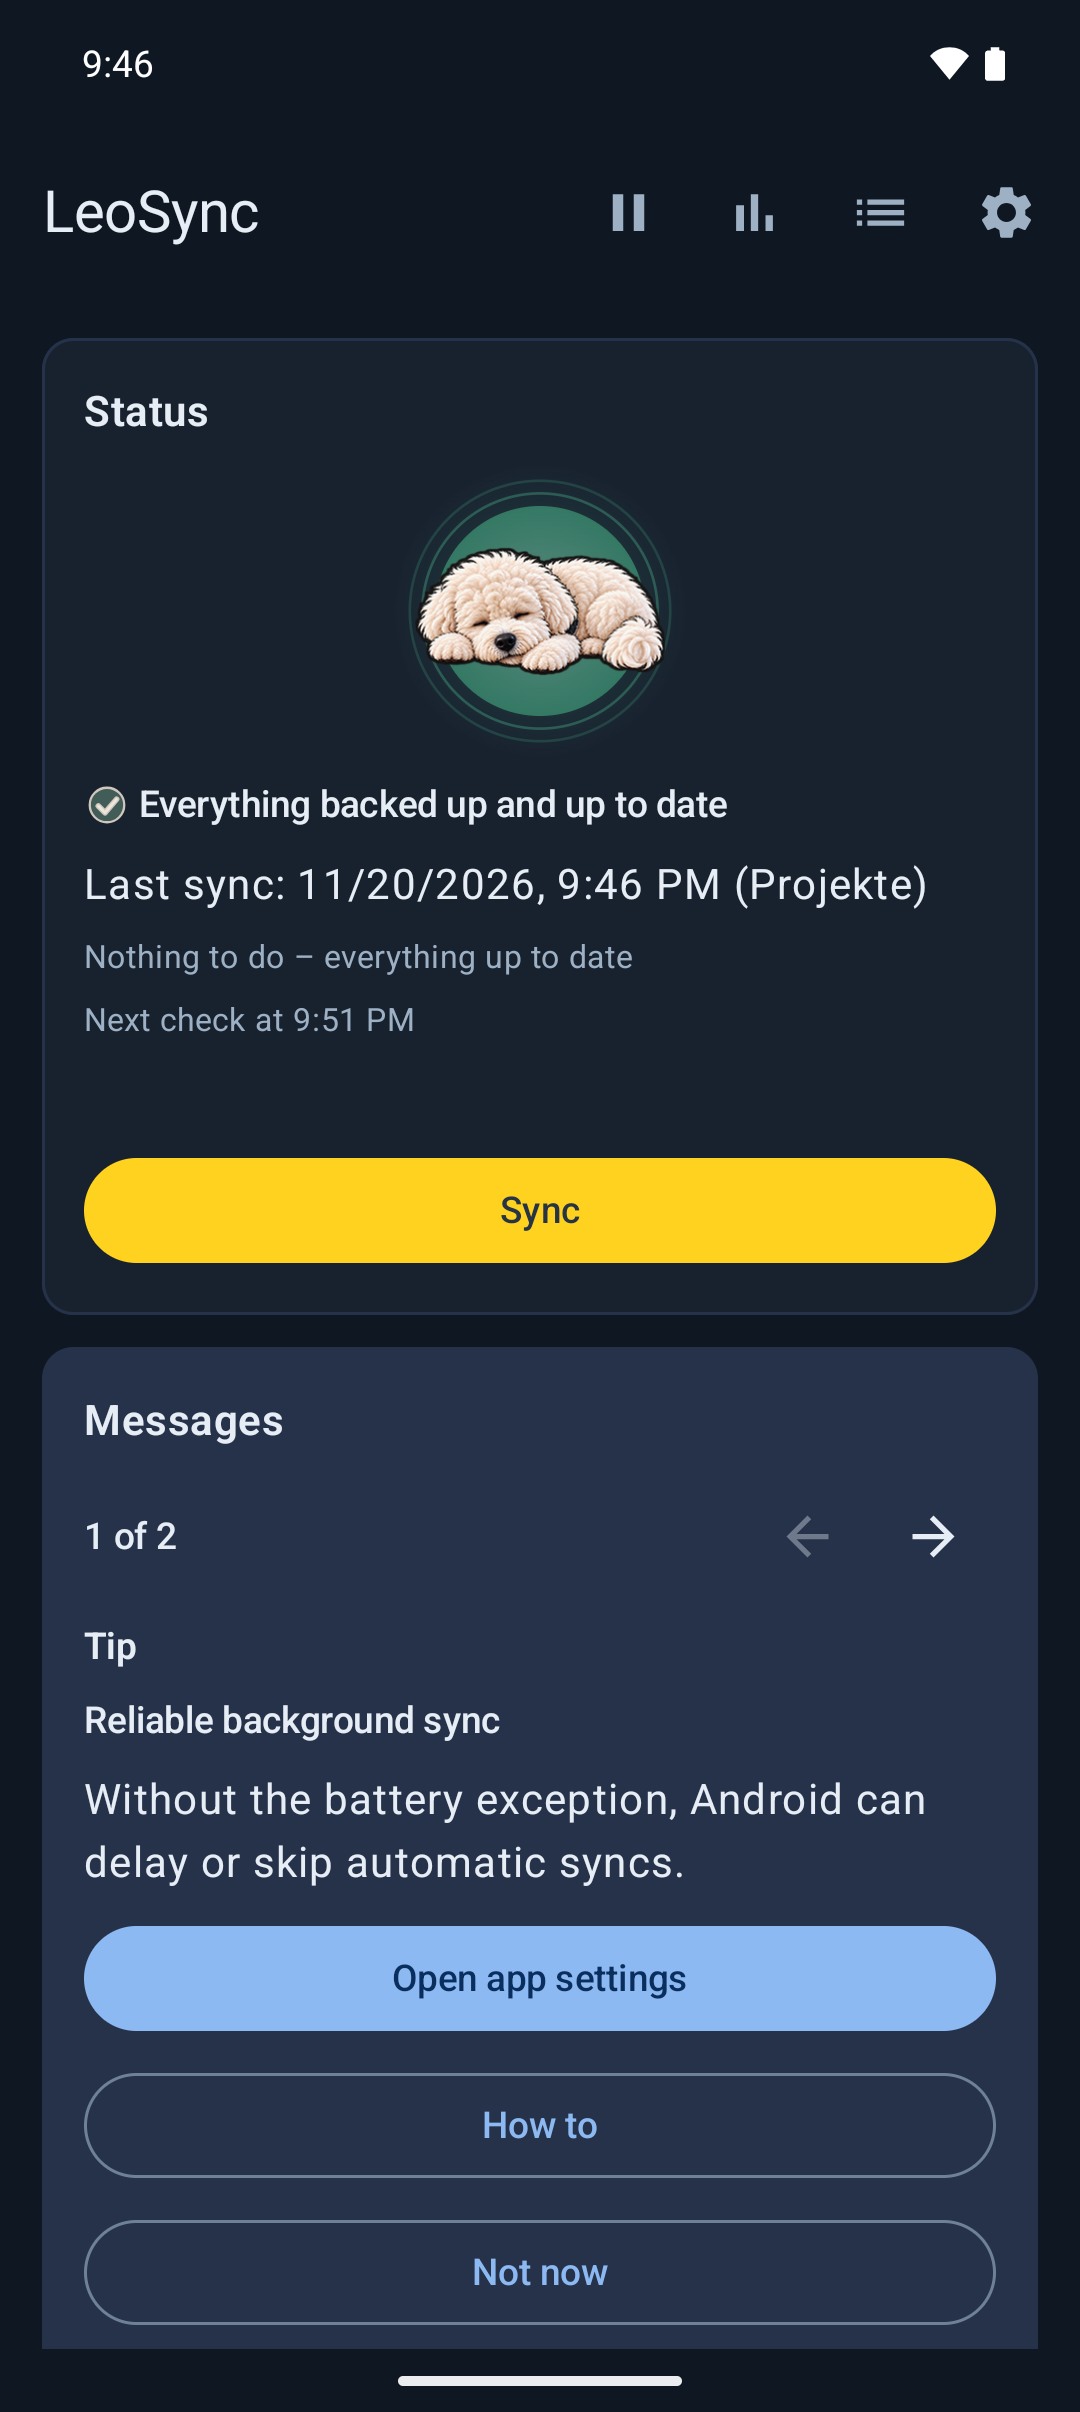 9:46
LeoSync
Status
Everything backed up and up to date
Last sync: 11/20/2026, 9:46 PM (Projekte)
Nothing to do – everything up to date
Next check at 9:51 PM
Sync
Messages
1 of 2
Tip
Reliable background sync
Without the battery exception, Android can
delay or skip automatic syncs.
Open app settings
How to
Not now